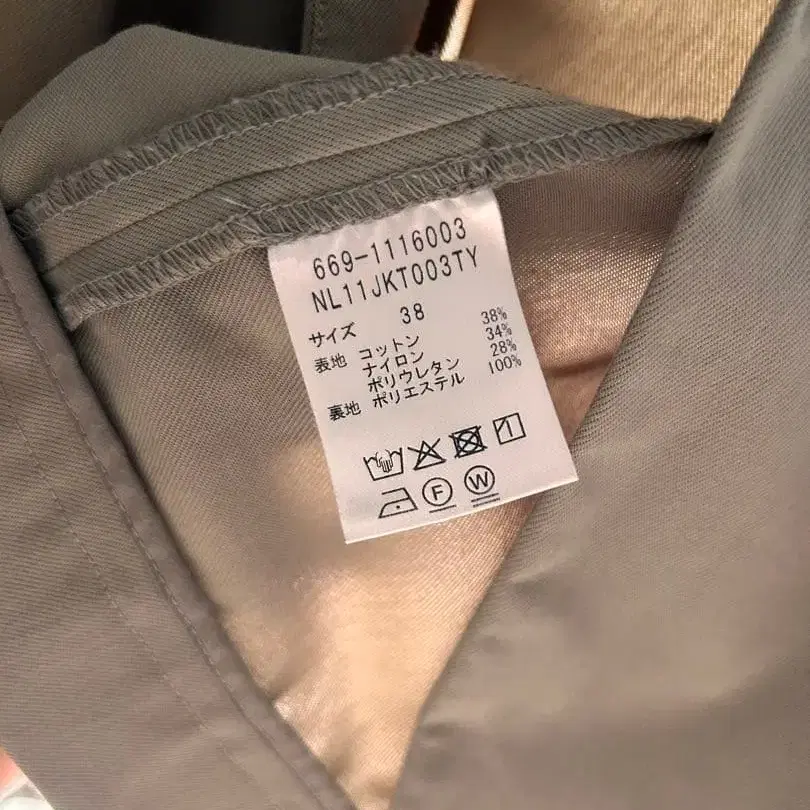 669-1116003
NL11JKT003TY
サイズ 38
表地 コットン 38%
ナイロン 34%
ポリウレタン 28%
裏地 ポリエステル 100%
F W